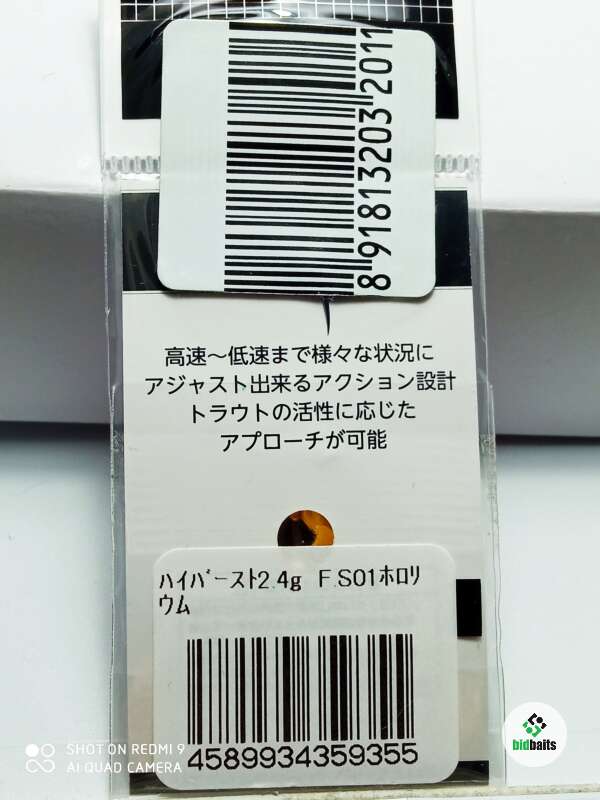 8 91813203 2011
高速～低速まで様々な状況に
アジャスト出来るアクション設計
トラウトの活性に応じた
アプローチが可能
ﾊｲﾊﾞｰｽﾄ2.4g F.S01ﾎﾛﾘ
ｳﾑ
4589934359355
SHOT ON REDMI 9
AI QUAD CAMERA
bidbaits